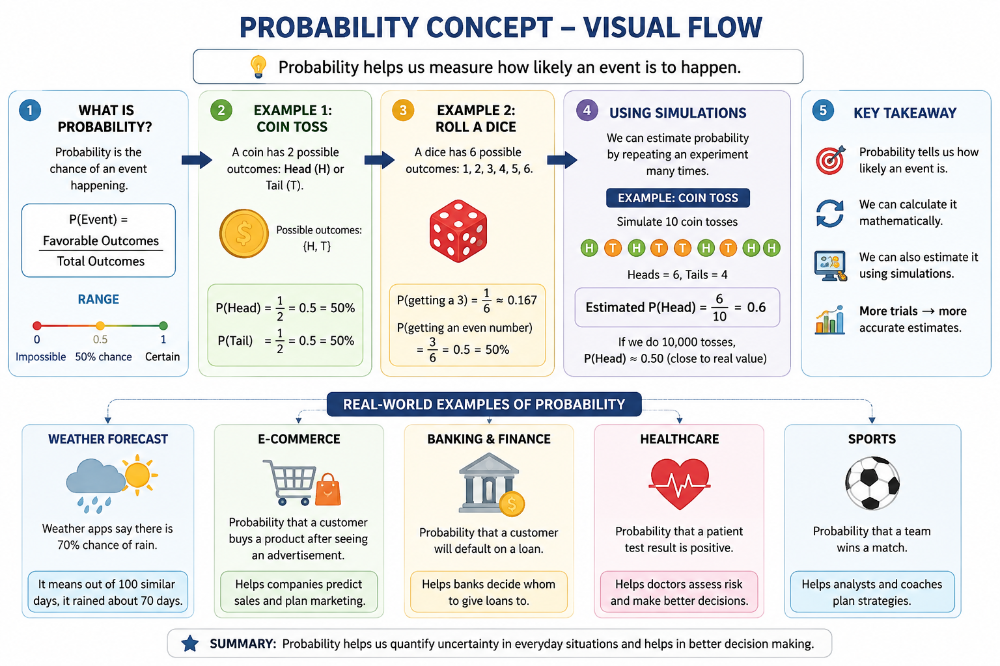 PROBABILITY CONCEPT – VISUAL FLOW
Probability helps us measure how likely an event is to happen.
1
WHAT IS
PROBABILITY?
Probability is the
chance of an event
happening.
P(Event) =
Favorable Outcomes
Total Outcomes
RANGE
0 0.5 1
Impossible 50% chance Certain
2
EXAMPLE 1:
COIN TOSS
A coin has 2 possible
outcomes: Head (H) or
Tail (T).
$
Possible outcomes:
{H, T}
P(Head) = 1/2 = 0.5 = 50%
P(Tail) = 1/2 = 0.5 = 50%
3
EXAMPLE 2:
ROLL A DICE
A dice has 6 possible
outcomes: 1, 2, 3, 4, 5, 6.
P(getting a 3) = 1/6 ≈ 0.167
P(getting an even number)
= 3/6 = 0.5 = 50%
4
USING SIMULATIONS
We can estimate probability
by repeating an experiment
many times.
EXAMPLE: COIN TOSS
Simulate 10 coin tosses
H T H T T H T H H
Heads = 6, Tails = 4
Estimated P(Head) = 6/10 = 0.6
If we do 10,000 tosses,
P(Head) ≈ 0.50 (close to real value)
5
KEY TAKEAWAY
Probability tells us how
likely an event is.
We can calculate it
mathematically.
We can also estimate it
using simulations.
More trials → more
accurate estimates.
REAL-WORLD EXAMPLES OF PROBABILITY
WEATHER FORECAST
Weather apps say there is
70% chance of rain.
It means out of 100 similar
days, it rained about 70 days.
E-COMMERCE
Probability that a customer
buys a product after seeing
an advertisement.
Helps companies predict
sales and plan marketing.
BANKING & FINANCE
$
Probability that a customer
will default on a loan.
Helps banks decide whom
to give loans to.
HEALTHCARE
Probability that a patient
test result is positive.
Helps doctors assess risk
and make better decisions.
SPORTS
Probability that a team
wins a match.
Helps analysts and coaches
plan strategies.
SUMMARY: Probability helps us quantify uncertainty in everyday situations and helps in better decision making.